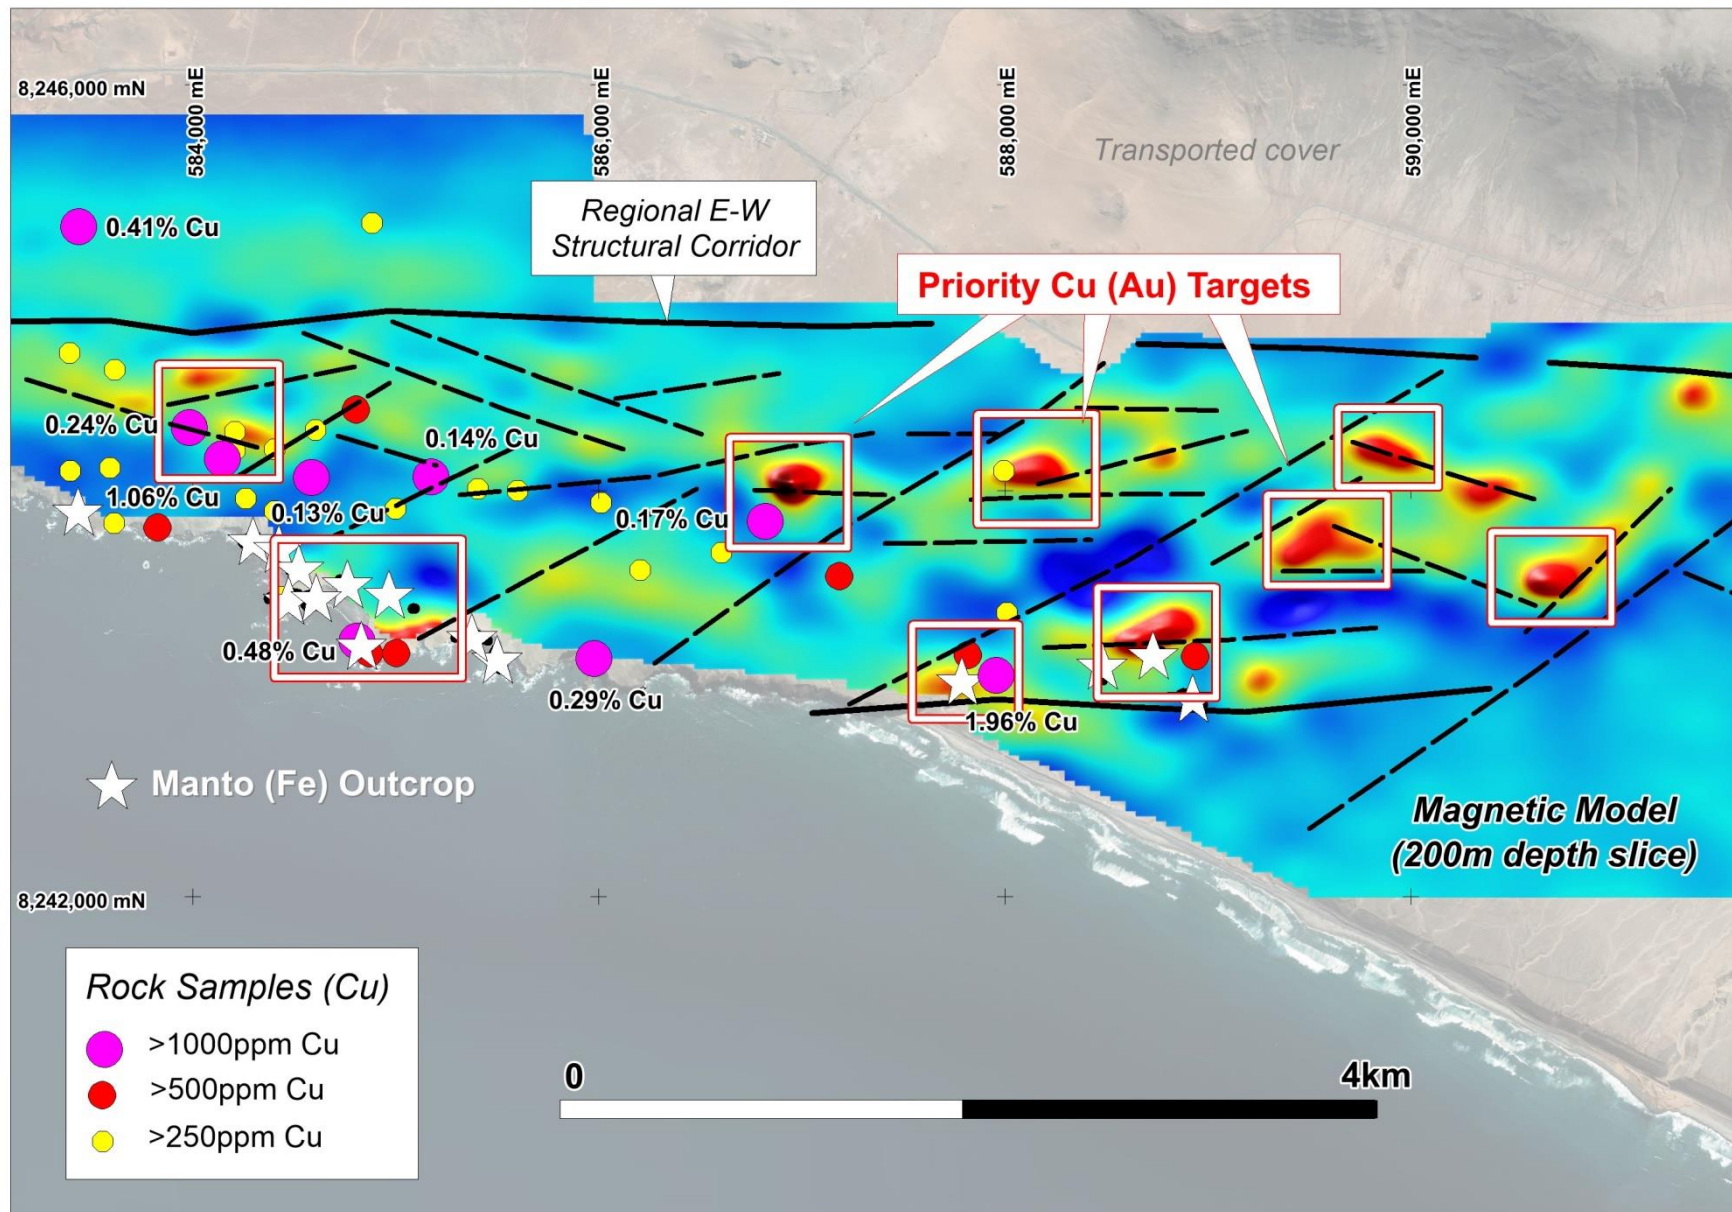 8,246,000 mN
584,000 mE
586,000 mE
588,000 mE
590,000 mE
Transported cover
Regional E-W
Structural Corridor
0.41% Cu
Priority Cu (Au) Targets
0.24% Cu
0.14% Cu
1.06% Cu
0.13% Cu
0.17% Cu
0.48% Cu
0.29% Cu
1.96% Cu
Manto (Fe) Outcrop
Magnetic Model
(200m depth slice)
8,242,000 mN
Rock Samples (Cu)
>1000ppm Cu
>500ppm Cu
>250ppm Cu
0
4km